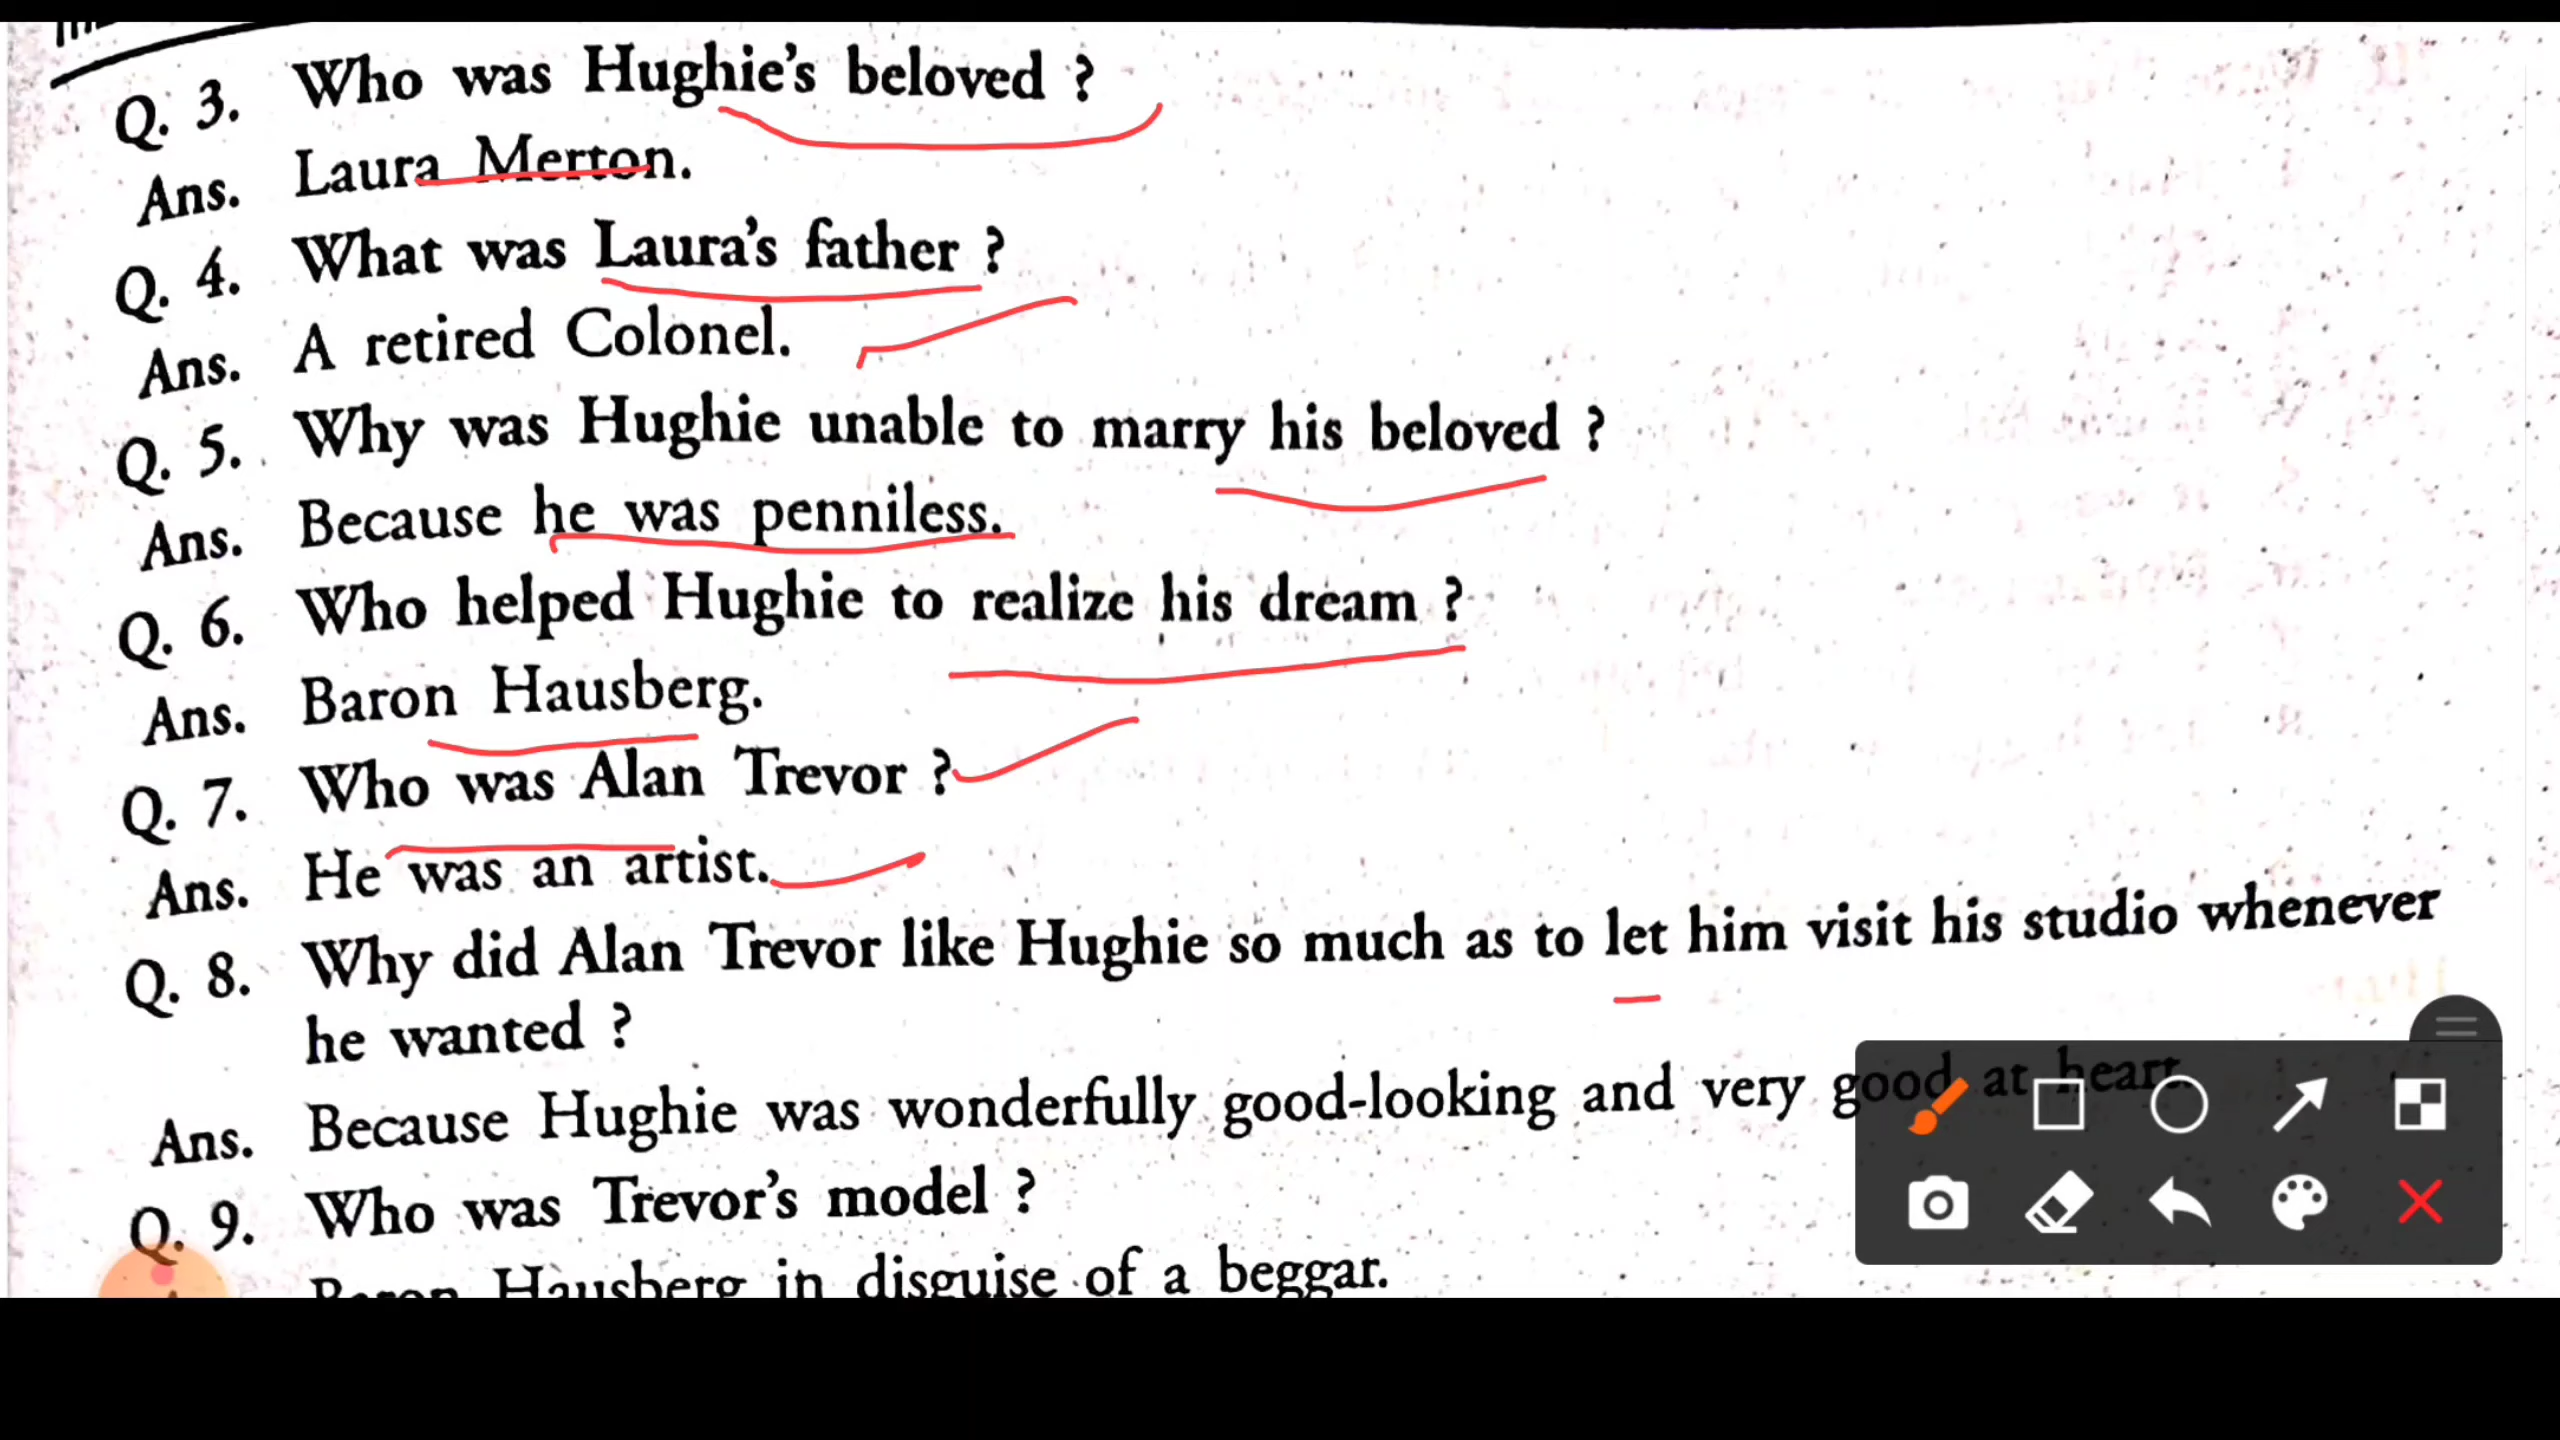 Q. 3. Who was Hughie's beloved ?
Ans. Laura Merton.
Q. 4. What was Laura's father ?
Ans. A retired Colonel.
Q. 5. Why was Hughie unable to marry his beloved ?
Ans. Because he was penniless.
Q. 6. Who helped Hughie to realize his dream ?
Ans. Baron Hausberg.
Q. 7. Who was Alan Trevor ?
Ans. He was an artist.
Q. 8. Why did Alan Trevor like Hughie so much as to let him visit his studio whenever
he wanted ?
Ans. Because Hughie was wonderfully good-looking and very good at heart.
Q. 9. Who was Trevor's model ?
Baron Hausberg in disguise of a beggar.